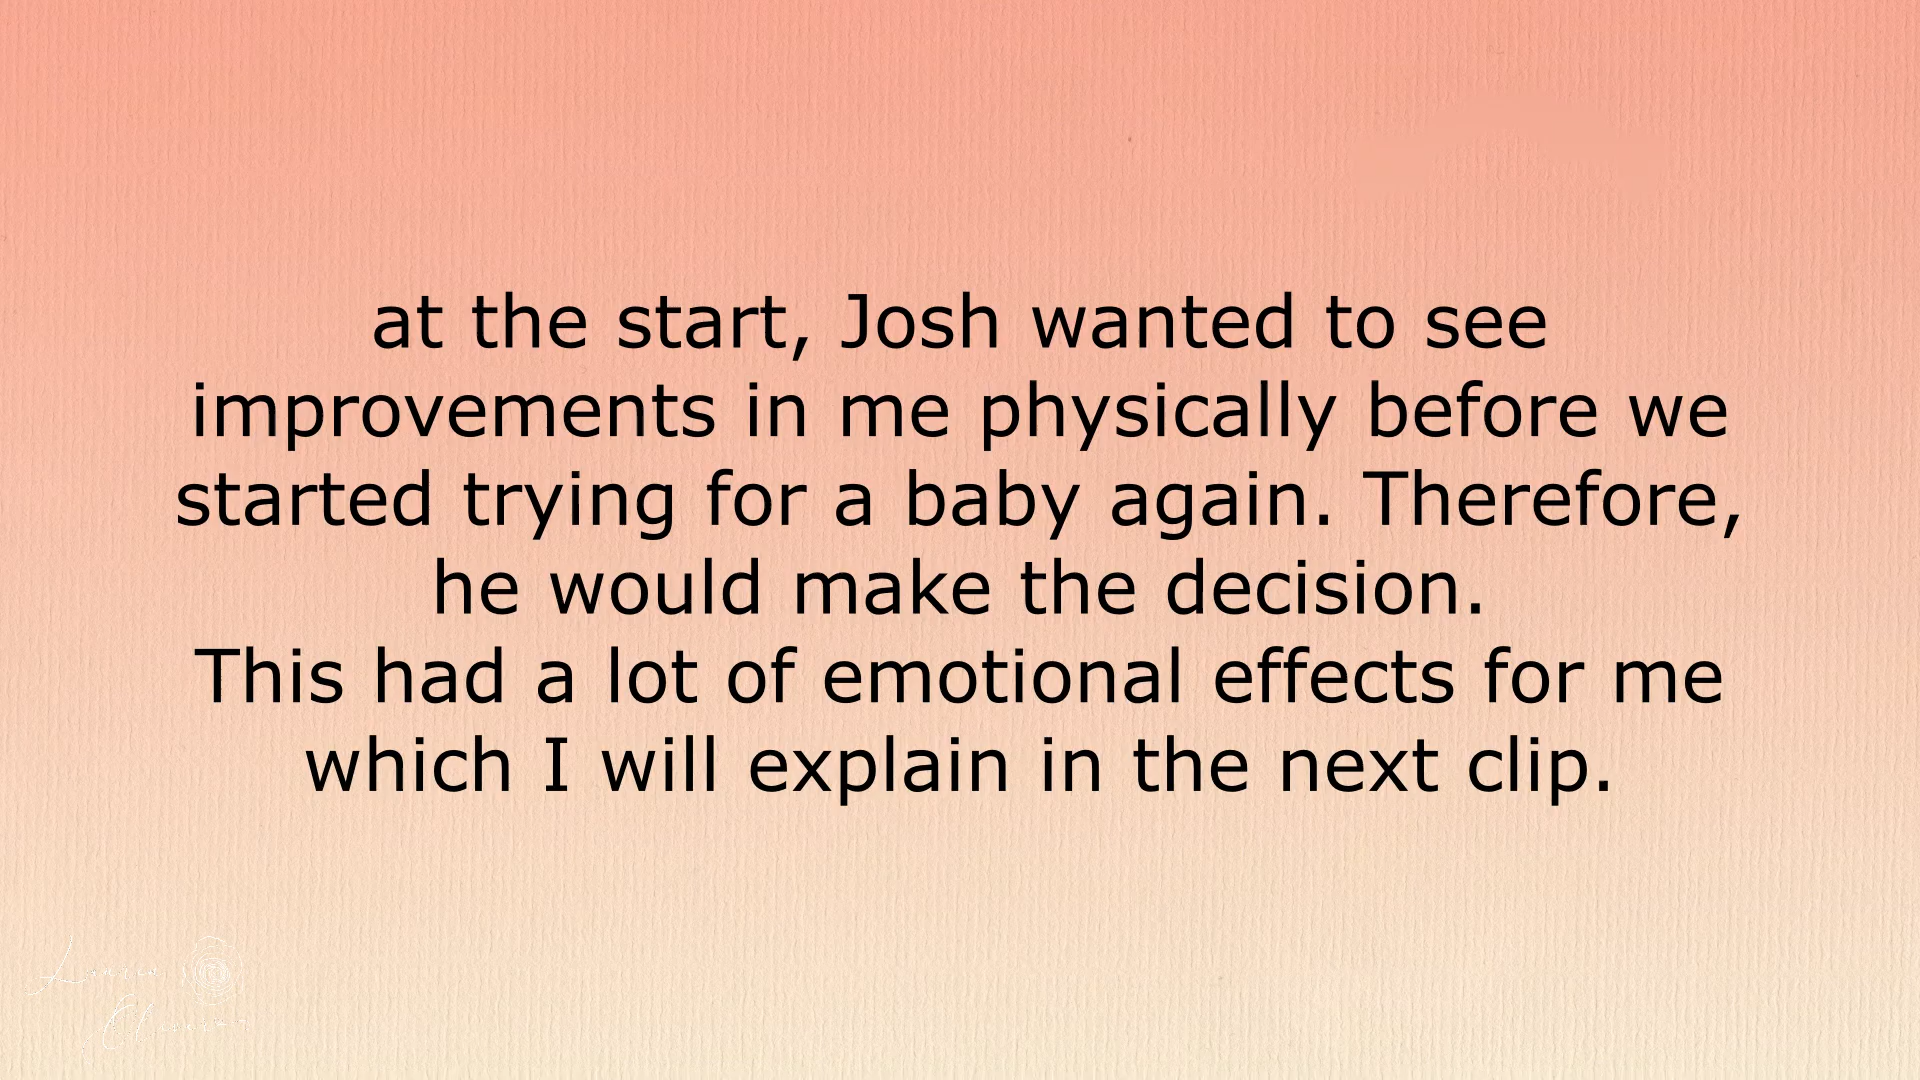 at the start, Josh wanted to see
improvements in me physically before we
started trying for a baby again. Therefore,
he would make the decision.
This had a lot of emotional effects for me
which I will explain in the next clip.